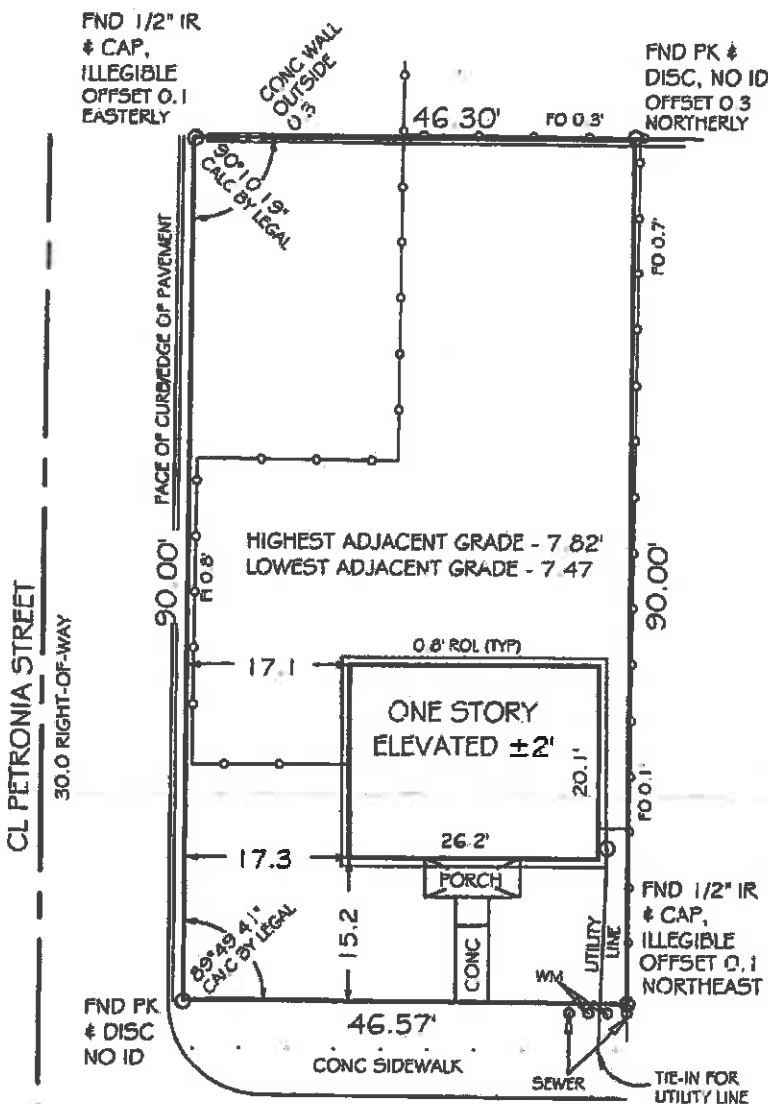 FND 1/2" IR
& CAP,
ILLEGIBLE
OFFSET 0.1
EASTERLY
CONC WALL
OUTSIDE
0.3
46.30'
FO 0.3'
FND PK &
DISC, NO ID
OFFSET 0.3
NORTHERLY
90°10'19"
CALC BY LEGAL
FACE OF CURB/EDGE OF PAVEMENT
FO 0.7'
90.00'
FI 0.8'
HIGHEST ADJACENT GRADE - 7.82'
LOWEST ADJACENT GRADE - 7.47
90.00'
CL PETRONIA STREET
30.0 RIGHT-OF-WAY
0.8' ROL (TYP)
17.1
ONE STORY
ELEVATED ±2'
20.1'
FO 0.1'
26.2'
17.3
PORCH
15.2
CONC
UTILITY
LINE
89°49'41"
CALC BY LEGAL
FND 1/2" IR
& CAP,
ILLEGIBLE
OFFSET 0.1
NORTHEAST
WM
FND PK
& DISC
NO ID
46.57'
CONC SIDEWALK
SEWER
TIE-IN FOR
UTILITY LINE